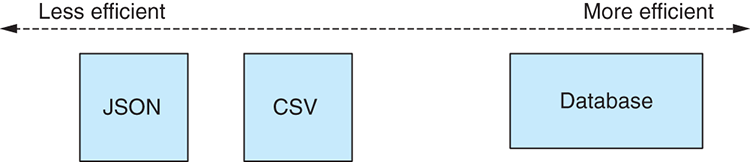 Less efficient
More efficient
JSON
CSV
Database